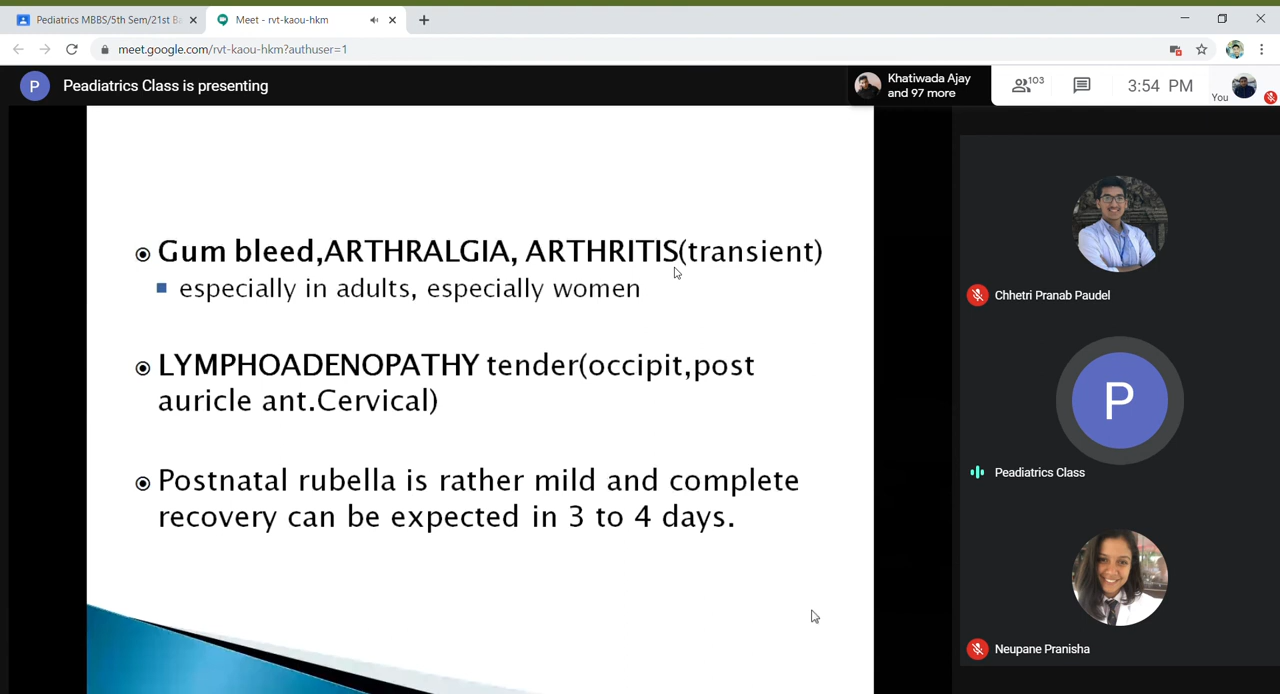 Pediatrics MBBS/5th Sem/21st Ba
Meet - rvt-kaou-hkm
meet.google.com/rvt-kaou-hkm?authuser=1
P
Peadiatrics Class is presenting
Khatiwada Ajay
and 97 more
103
3:54 PM
You
Gum bleed,ARTHRALGIA, ARTHRITIS(transient)
especially in adults, especially women
LYMPHOADENOPATHY tender(occipit,post
auricle ant.Cervical)
Postnatal rubella is rather mild and complete
recovery can be expected in 3 to 4 days.
Chhetri Pranab Paudel
P
Peadiatrics Class
Neupane Pranisha